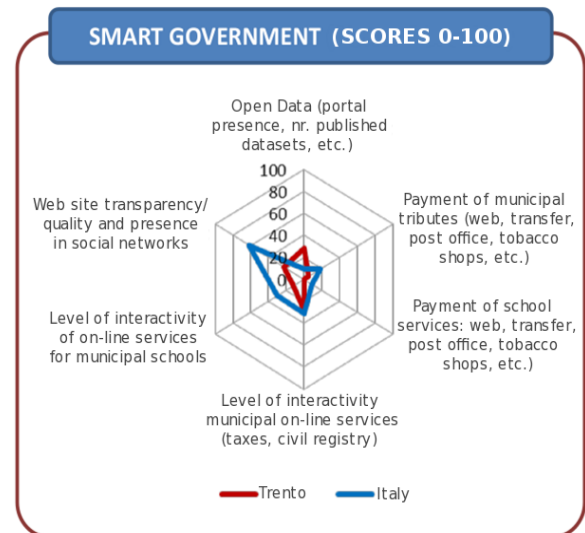 SMART GOVERNMENT (SCORES 0-100)
Open Data (portal
presence, nr. published
datasets, etc.)
100
80
60
40
20
0
Web site transparency/
quality and presence
in social networks
Payment of municipal
tributes (web, transfer,
post office, tobacco
shops, etc.)
Level of interactivity
of on-line services
for municipal schools
Payment of school
services: web, transfer,
post office, tobacco
shops, etc.)
Level of interactivity
municipal on-line services
(taxes, civil registry)
Trento
Italy